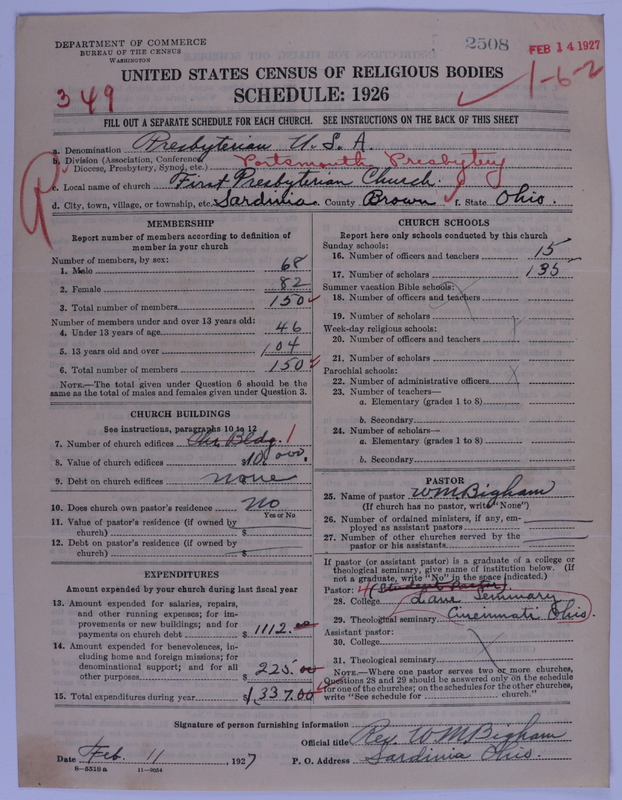 DEPARTMENT OF COMMERCE
BUREAU OF THE CENSUS
WASHINGTON
2508
FEB 14 1927
UNITED STATES CENSUS OF RELIGIOUS BODIES
1-6-2
SCHEDULE: 1926
349
FILL OUT A SEPARATE SCHEDULE FOR EACH CHURCH. SEE INSTRUCTIONS ON THE BACK OF THIS SHEET
a. Denomination Presbyterian U.S.A.
b. Division (Association, Conference, Diocese, Presbytery, Synod, etc.) Portsmouth Presbytery
c. Local name of church First Presbyterian Church.
d. City, town, village, or township, etc. Sardinia. County Brown f. State Ohio.
MEMBERSHIP
Report number of members according to definition of
member in your church
Number of members, by sex:
1. Male 68
2. Female 82
3. Total number of members 150
Number of members under and over 13 years old:
4. Under 13 years of age 46
5. 13 years old and over 104
6. Total number of members 150
NOTE.—The total given under Question 6 should be
same as the total of males and females given under Question 3.
CHURCH BUILDINGS
See instructions, paragraphs 10 to 12
7. Number of church edifices One Bldg. 1
8. Value of church edifices $10,000.
9. Debt on church edifices none
10. Does church own pastor's residence No
Yes or No
11. Value of pastor's residence (if owned by
church) $
12. Debt on pastor's residence (if owned by
church) $
EXPENDITURES
Amount expended by your church during last fiscal year
13. Amount expended for salaries, repairs,
and other running expenses; for im-
provements or new buildings; and for
payments on church debt $1112.00
14. Amount expended for benevolences, in-
cluding home and foreign missions; for
denominational support; and for all
other purposes $225.00
15. Total expenditures during year $1,337.00
CHURCH SCHOOLS
Report here only schools conducted by this church
Sunday schools:
16. Number of officers and teachers 15
17. Number of scholars 135
Summer vacation Bible schools:
18. Number of officers and teachers
19. Number of scholars
Week-day religious schools:
20. Number of officers and teachers
21. Number of scholars
Parochial schools:
22. Number of administrative officers
23. Number of teachers—
a. Elementary (grades 1 to 8)
b. Secondary
24. Number of scholars—
a. Elementary (grades 1 to 8)
b. Secondary
PASTOR
25. Name of pastor W M Bigham
(If church has no pastor, write "None")
26. Number of ordained ministers, if any, em-
ployed as assistant pastors
27. Number of other churches served by the
pastor or his assistants
If pastor (or assistant pastor) is a graduate of a college or
theological seminary, give name of institution below. (If
not a graduate, write "No" in the space indicated.)
Pastor: (Student Pastor)
28. College Lane Seminary
29. Theological seminary Cincinnati Ohio.
Assistant pastor:
30. College
31. Theological seminary
NOTE.—Where one pastor serves two or more churches,
Questions 28 and 29 should be answered only on the schedule
for one of the churches; on the schedules for the other churches,
write "See schedule for church."
Signature of person furnishing information
Official title Rev. W M Bigham
Date Feb. 11, 1927 P. O. Address Sardinia Ohio.
8-5518a 11-9054